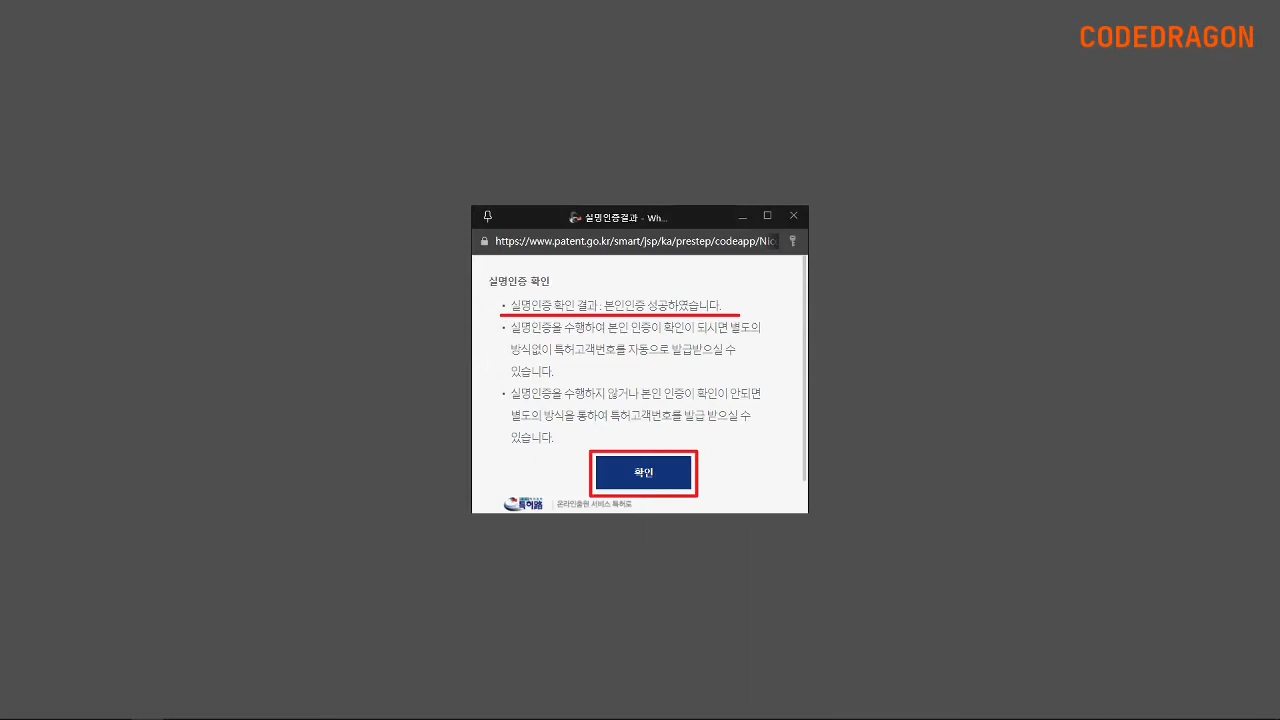 CODEDRAGON
실명인증결과 - Wh...
https://www.patent.go.kr/smart/jsp/ka/prestep/codeapp/Nic
실명인증 확인
• 실명인증 확인 결과 : 본인인증 성공하였습니다.
• 실명인증을 수행하여 본인 인증이 확인이 되시면 별도의
방식없이 특허고객번호를 자동으로 발급받으실 수
있습니다.
• 실명인증을 수행하지 않거나 본인 인증이 확인이 안되면
별도의 방식을 통하여 특허고객번호를 발급 받으실 수
있습니다.
확인
특허路 | 온라인출원 서비스 특허로